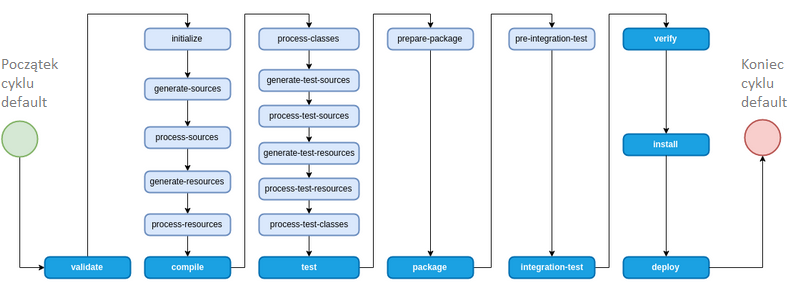 Początek
cyklu
default
validate
initialize
generate-sources
process-sources
generate-resources
process-resources
compile
process-classes
generate-test-sources
process-test-sources
generate-test-resources
process-test-resources
process-test-classes
test
prepare-package
package
pre-integration-test
integration-test
verify
install
deploy
Koniec
cyklu
default